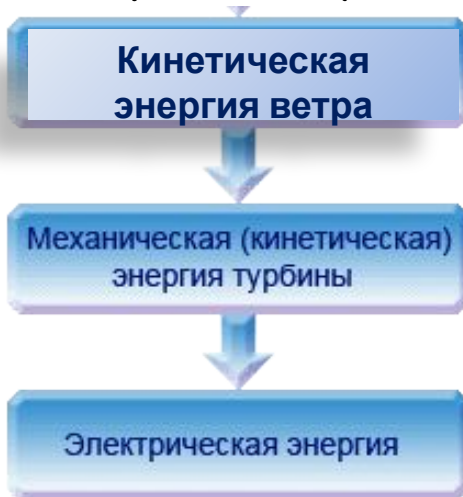 Кинетическая
энергия ветра
Механическая (кинетическая)
энергия турбины
Электрическая энергия